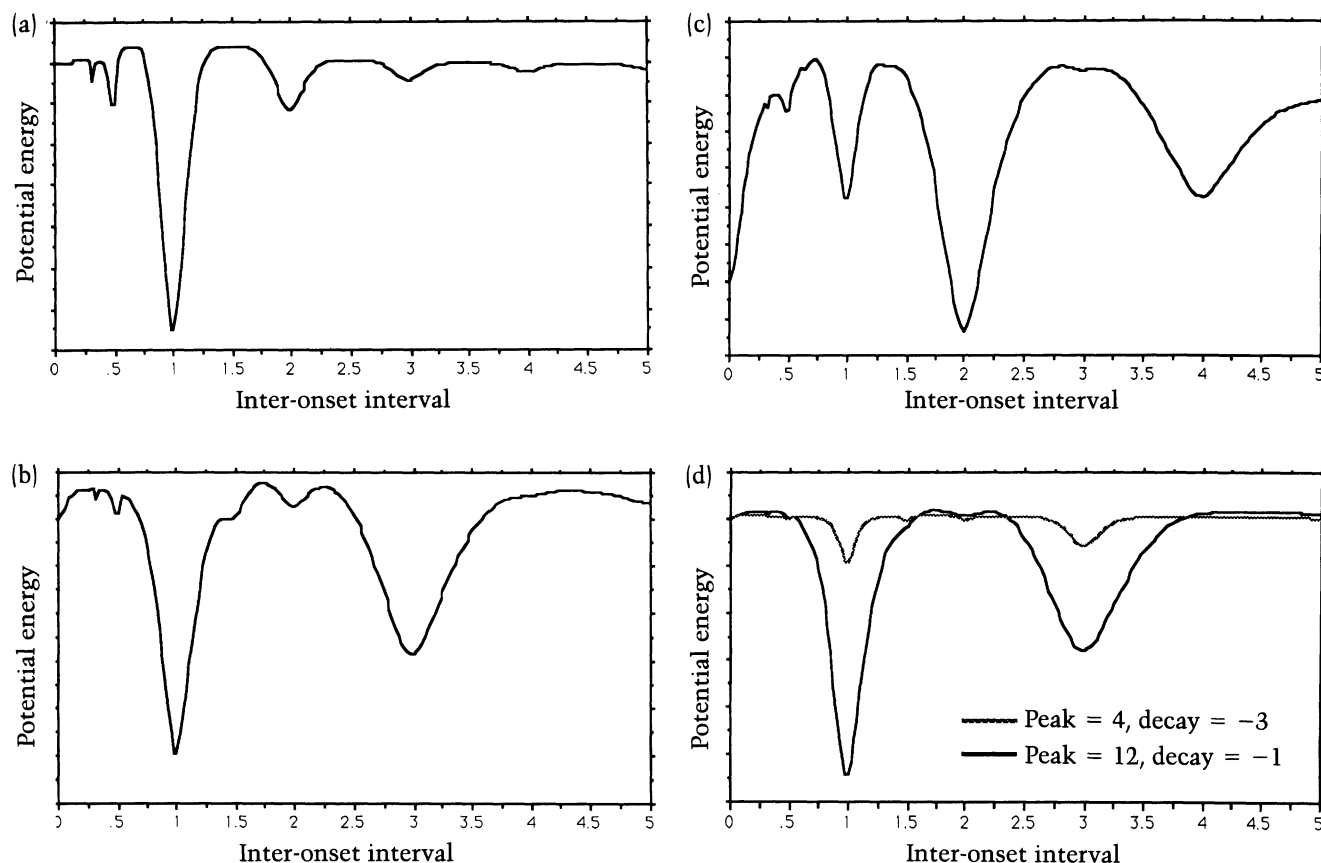 (a)
Potential energy
0 .5 1 1.5 2 2.5 3 3.5 4 4.5 5
Inter-onset interval
(c)
Potential energy
0 .5 1 1.5 2 2.5 3 3.5 4 4.5 5
Inter-onset interval
(b)
Potential energy
0 .5 1 1.5 2 2.5 3 3.5 4 4.5 5
Inter-onset interval
(d)
Potential energy
Peak = 4, decay = −3
Peak = 12, decay = −1
0 .5 1 1.5 2 2.5 3 3.5 4 4.5 5
Inter-onset interval